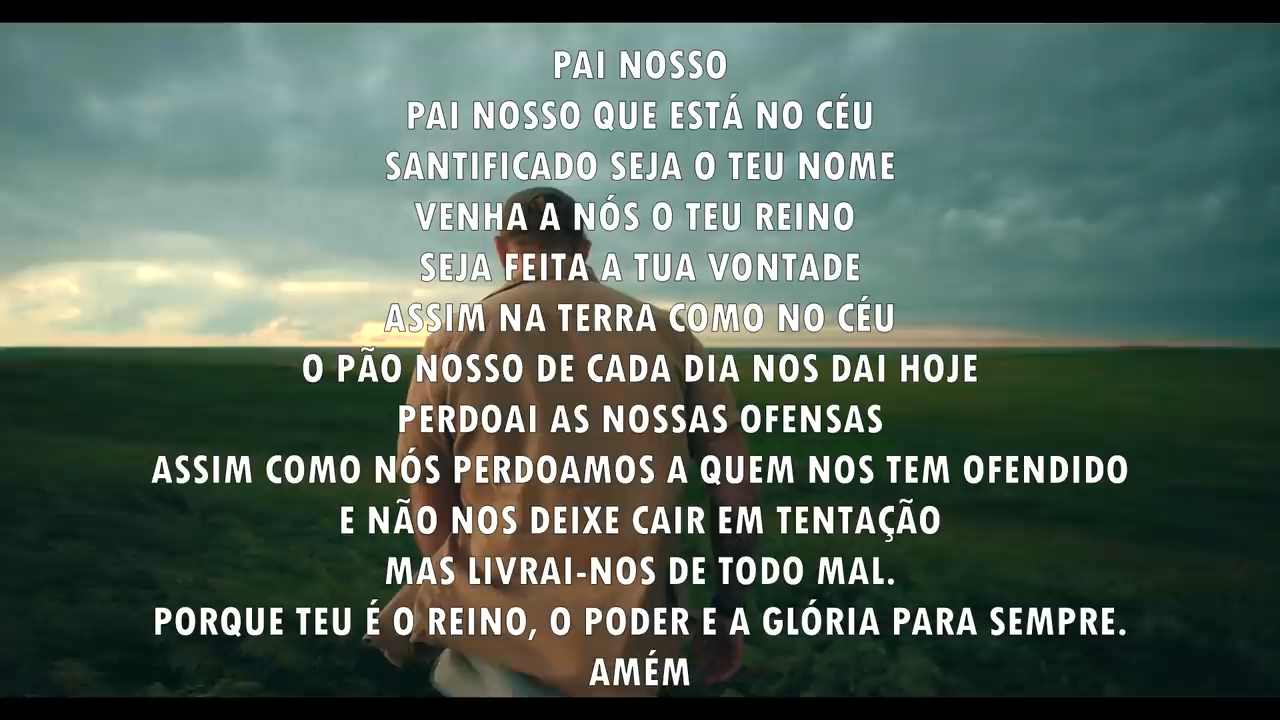 PAI NOSSO
PAI NOSSO QUE ESTÁ NO CÉU
SANTIFICADO SEJA O TEU NOME
VENHA A NÓS O TEU REINO
SEJA FEITA A TUA VONTADE
ASSIM NA TERRA COMO NO CÉU
O PÃO NOSSO DE CADA DIA NOS DAI HOJE
PERDOAI AS NOSSAS OFENSAS
ASSIM COMO NÓS PERDOAMOS A QUEM NOS TEM OFENDIDO
E NÃO NOS DEIXE CAIR EM TENTAÇÃO
MAS LIVRAI-NOS DE TODO MAL.
PORQUE TEU É O REINO, O PODER E A GLÓRIA PARA SEMPRE.
AMÉM